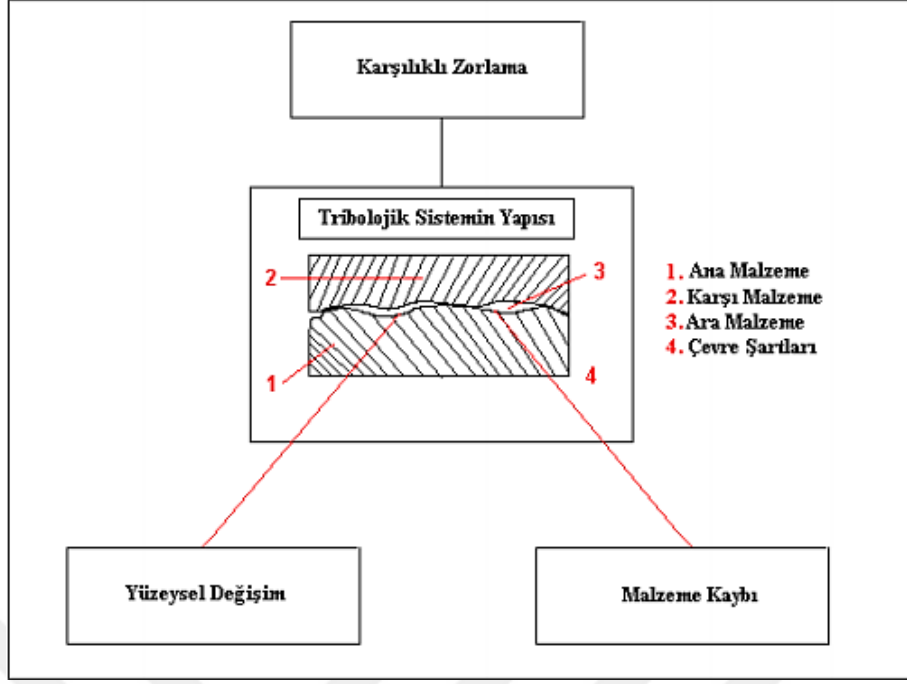 Karşılıklı Zorlama
Tribolojik Sistemin Yapısı
2
3
1
4
1. Ana Malzeme
2. Karşı Malzeme
3. Ara Malzeme
4. Çevre Şartları
Yüzeysel Değişim
Malzeme Kaybı